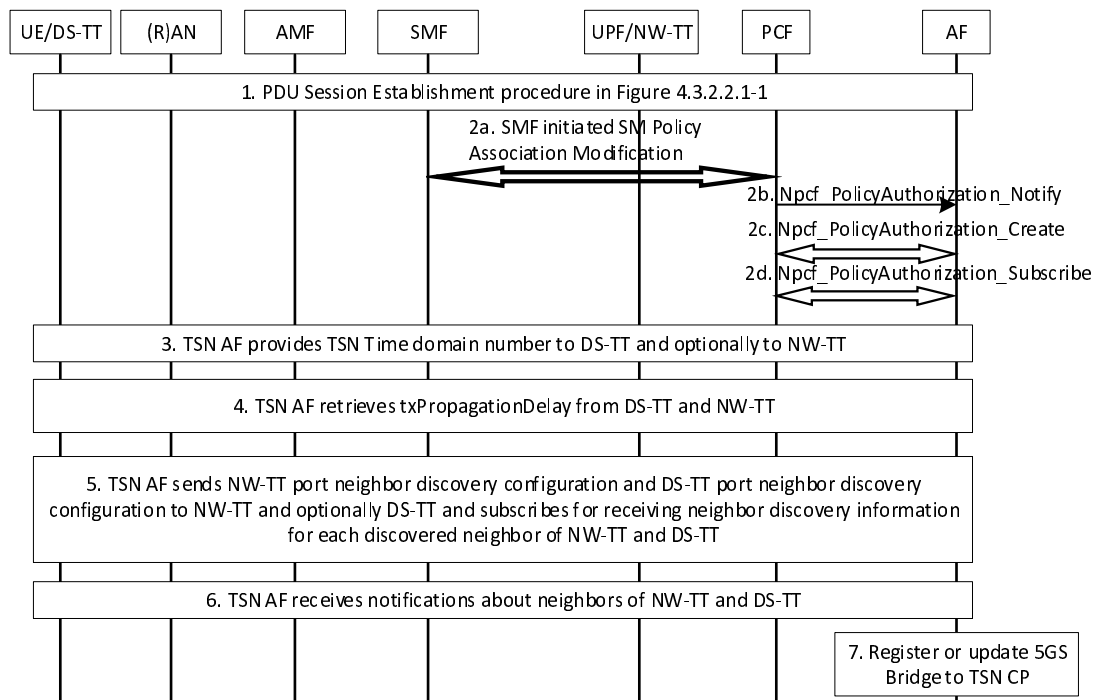 UE/DS-TT
(R)AN
AMF
SMF
UPF/NW-TT
PCF
AF
1. PDU Session Establishment procedure in Figure 4.3.2.2.1-1
2a. SMF initiated SM Policy
Association Modification
2b. Npcf_PolicyAuthorization_Notify
2c. Npcf_PolicyAuthorization_Create
2d. Npcf_PolicyAuthorization_Subscribe
3. TSN AF provides TSN Time domain number to DS-TT and optionally to NW-TT
4. TSN AF retrieves txPropagationDelay from DS-TT and NW-TT
5. TSN AF sends NW-TT port neighbor discovery configuration and DS-TT port neighbor discovery
configuration to NW-TT and optionally DS-TT and subscribes for receiving neighbor discovery information
for each discovered neighbor of NW-TT and DS-TT
6. TSN AF receives notifications about neighbors of NW-TT and DS-TT
7. Register or update 5GS
Bridge to TSN CP